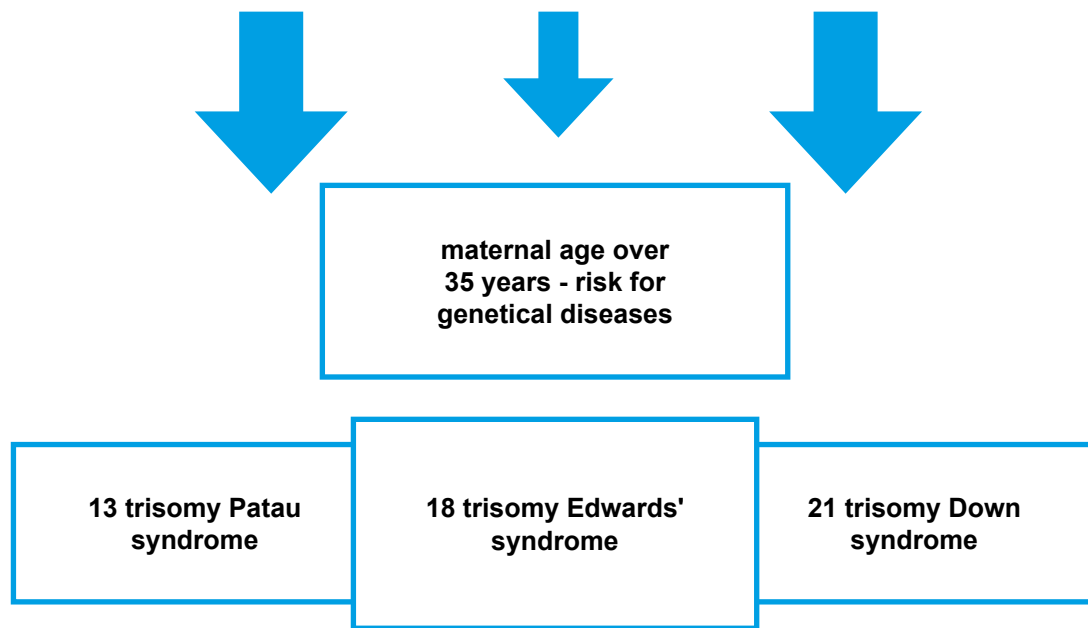 maternal age over
35 years - risk for
genetical diseases
13 trisomy Patau
syndrome
18 trisomy Edwards'
syndrome
21 trisomy Down
syndrome